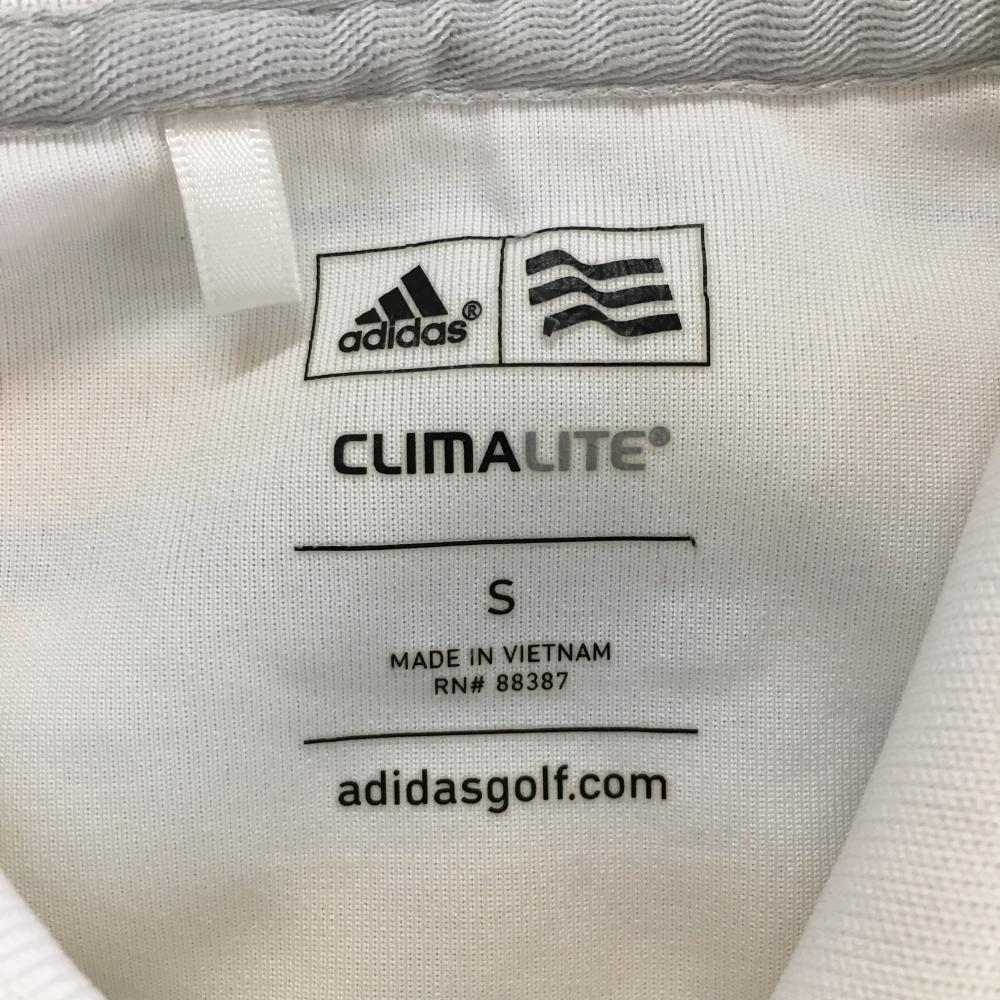 adidas®
CLIMALITE®
S
MADE IN VIETNAM
RN# 88387
adidasgolf.com